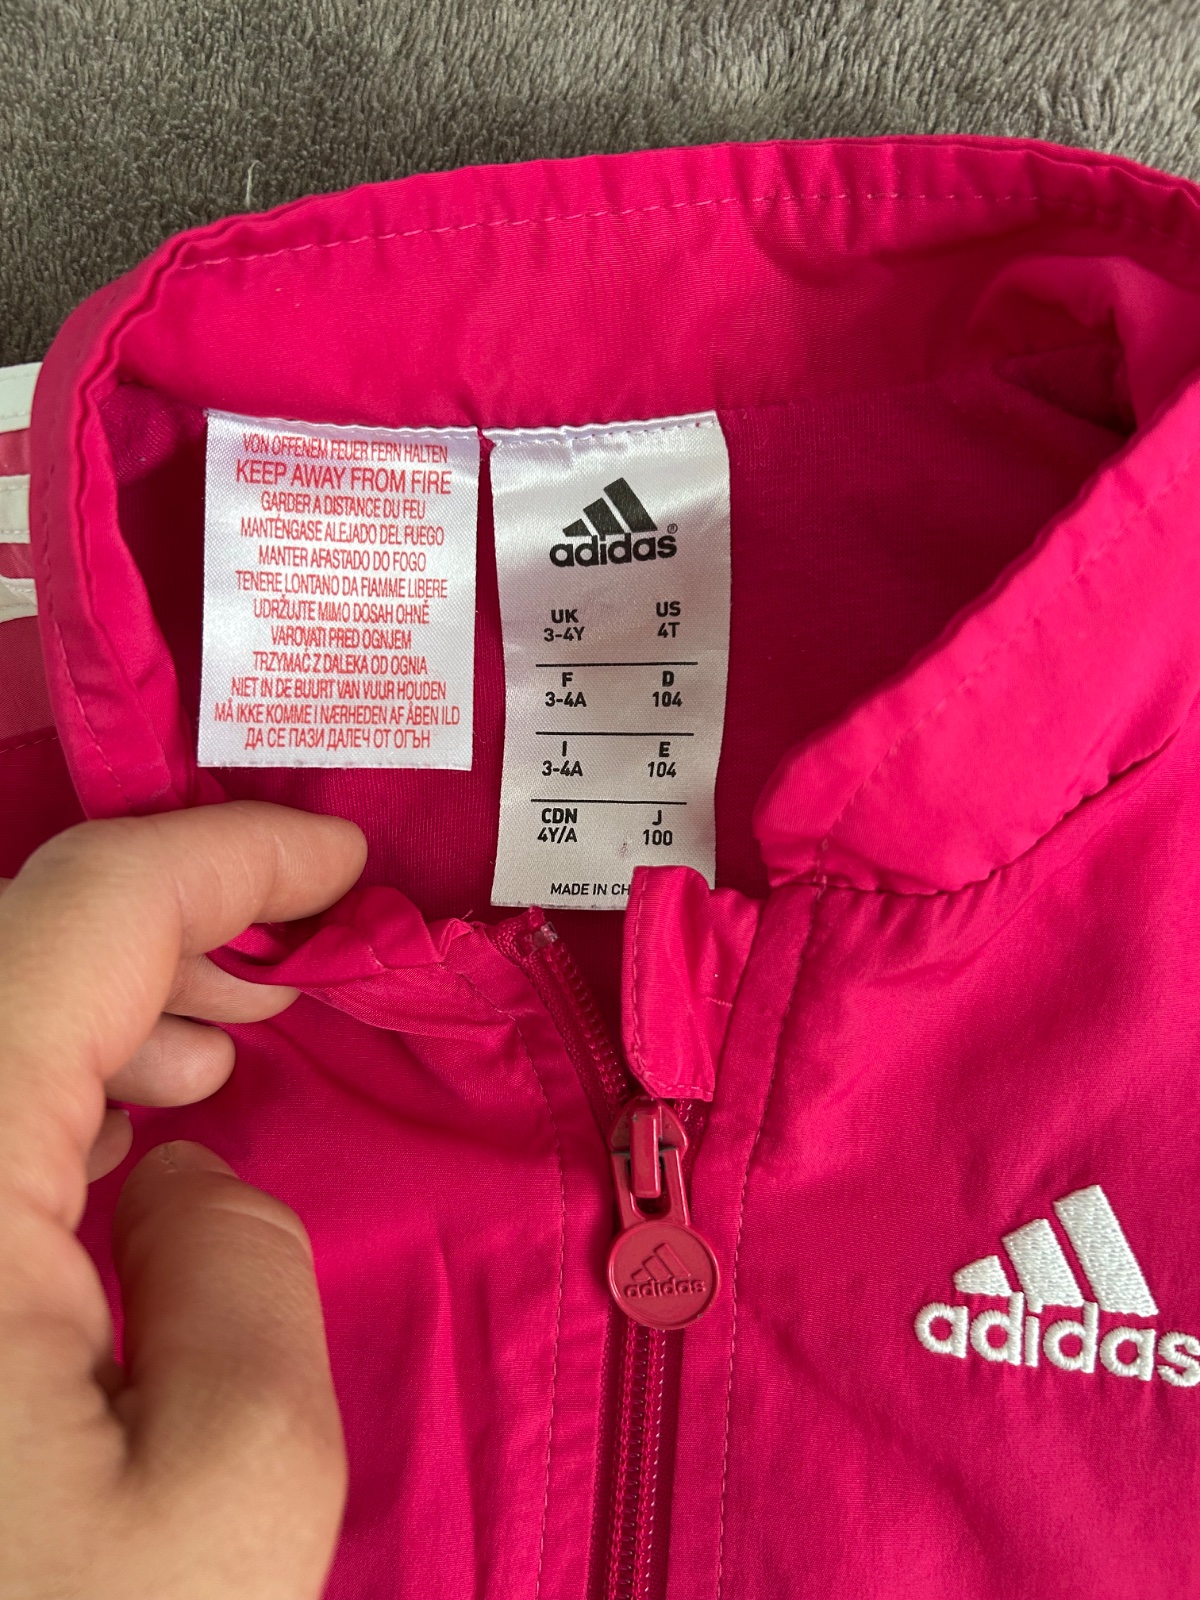 VON OFFENEM FEUER FERN HALTEN
KEEP AWAY FROM FIRE
GARDER A DISTANCE DU FEU
MANTÉNGASE ALEJADO DEL FUEGO
MANTER AFASTADO DO FOGO
TENERE LONTANO DA FIAMME LIBERE
UDRŽUJTE MIMO DOSAH OHNĚ
VAROVATI PRED OGNJEM
TRZYMAĆ Z DALEKA OD OGNIA
NIET IN DE BUURT VAN VUUR HOUDEN
MÅ IKKE KOMME I NÆRHEDEN AF ÅBEN ILD
ДА СЕ ПАЗИ ДАЛЕЧ ОТ ОГЪН
adidas®
UK US
3-4Y 4T
F D
3-4A 104
I E
3-4A 104
CDN J
4Y/A 100
MADE IN CH
adidas
adidas